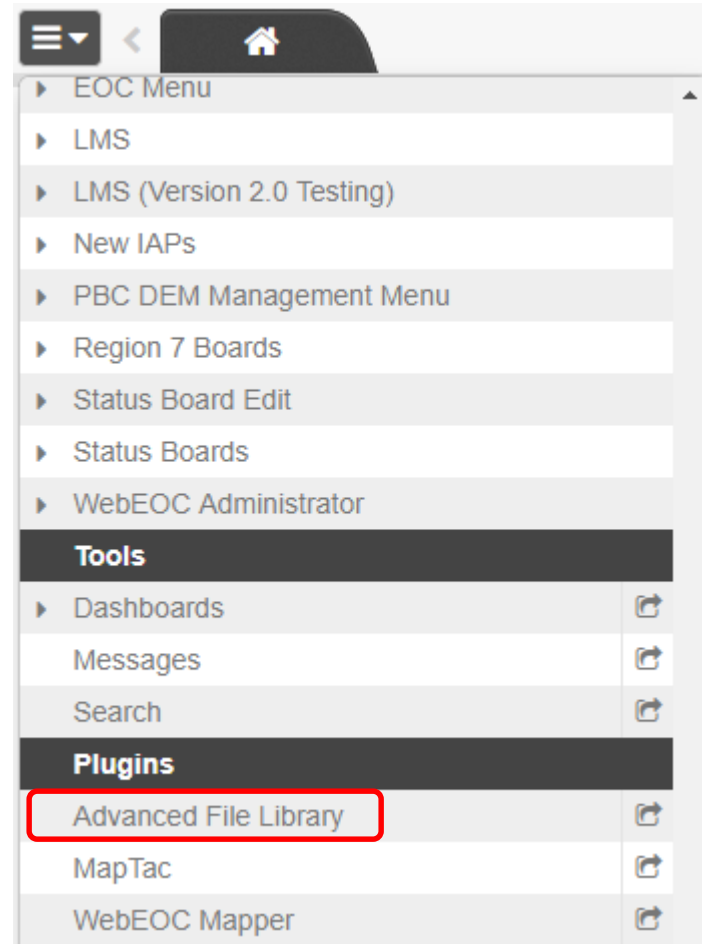 EOC Menu
LMS
LMS (Version 2.0 Testing)
New IAPs
PBC DEM Management Menu
Region 7 Boards
Status Board Edit
Status Boards
WebEOC Administrator
Tools
Dashboards
Messages
Search
Plugins
Advanced File Library
MapTac
WebEOC Mapper